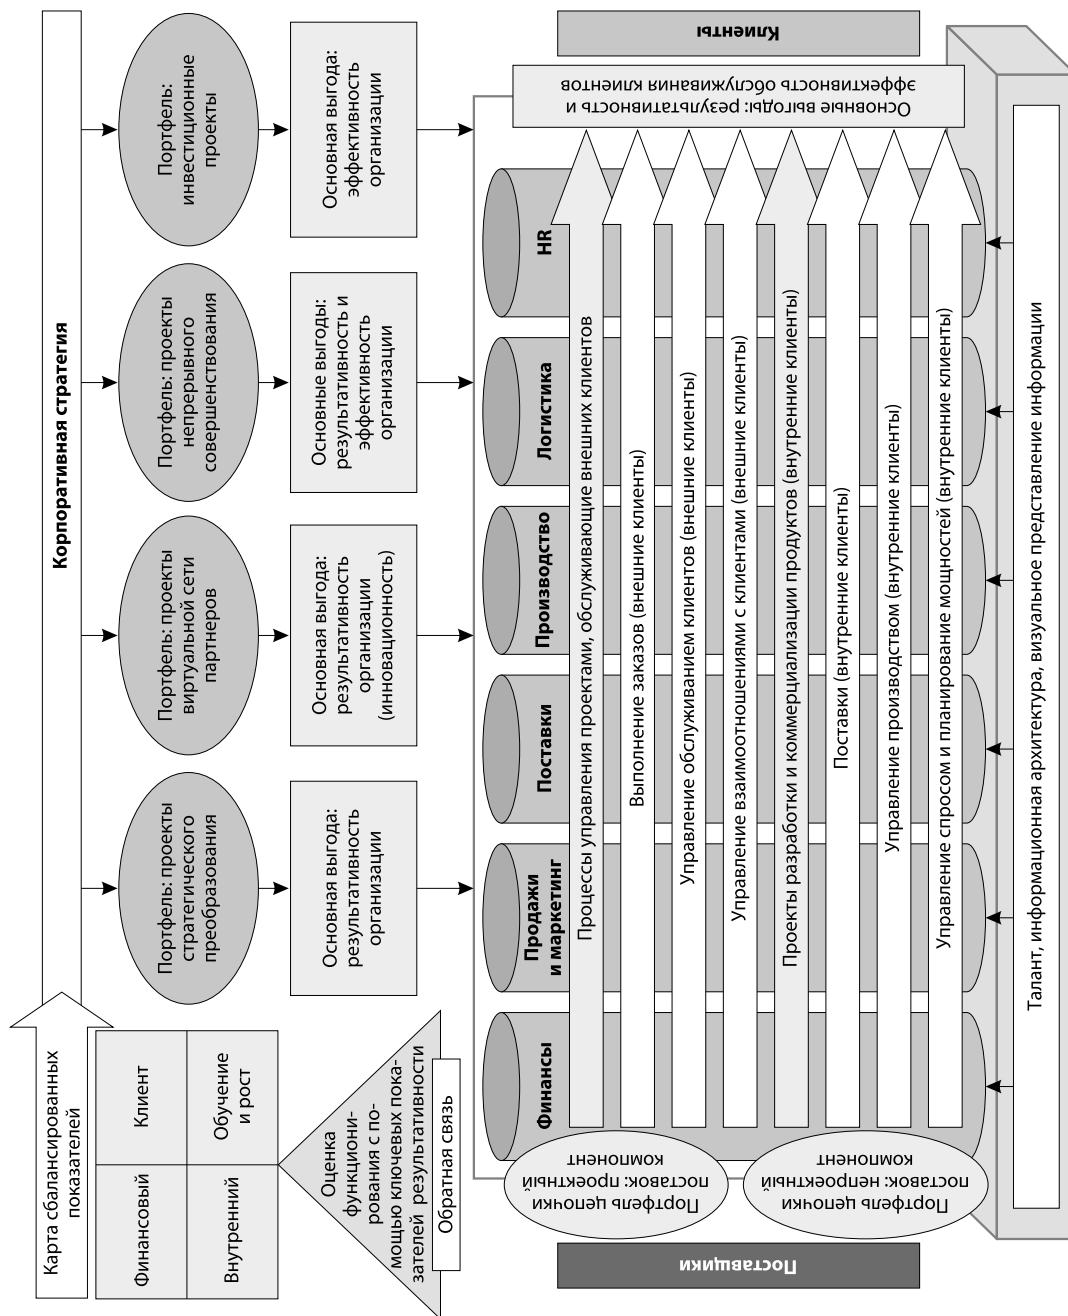 Карта сбалансированных
показателей
Корпоративная стратегия
Финансовый
Клиент
Внутренний
Обучение
и рост
Портфель: проекты
стратегического
преобразования
Портфель: проекты
виртуальной сети
партнеров
Портфель: проекты
непрерывного
совершенствования
Портфель:
инвестиционные
проекты
Основная выгода:
результативность
организации
Основная выгода:
результативность
организации
(инновационность)
Основные выгоды:
результативность и
эффективность
организации
Основная выгода:
эффективность
организации
Оценка
функциони-
рования с по-
мощью ключевых пока-
зателей результативности
Обратная связь
Финансы
Продажи
и маркетинг
Поставки
Производство
Логистика
HR
Процессы управления проектами, обслуживающие внешних клиентов
Выполнение заказов (внешние клиенты)
Управление обслуживанием клиентов (внешние клиенты)
Управление взаимоотношениями с клиентами (внешние клиенты)
Проекты разработки и коммерциализации продуктов (внутренние клиенты)
Поставки (внутренние клиенты)
Управление производством (внутренние клиенты)
Управление спросом и планирование мощностей (внутренние клиенты)
Поставщики
Портфель цепочки
поставок: проектный
компонент
Портфель цепочки
поставок: непроектный
компонент
Основные выгоды: результативность и
эффективность обслуживания клиентов
Клиенты
Талант, информационная архитектура, визуальное представление информации